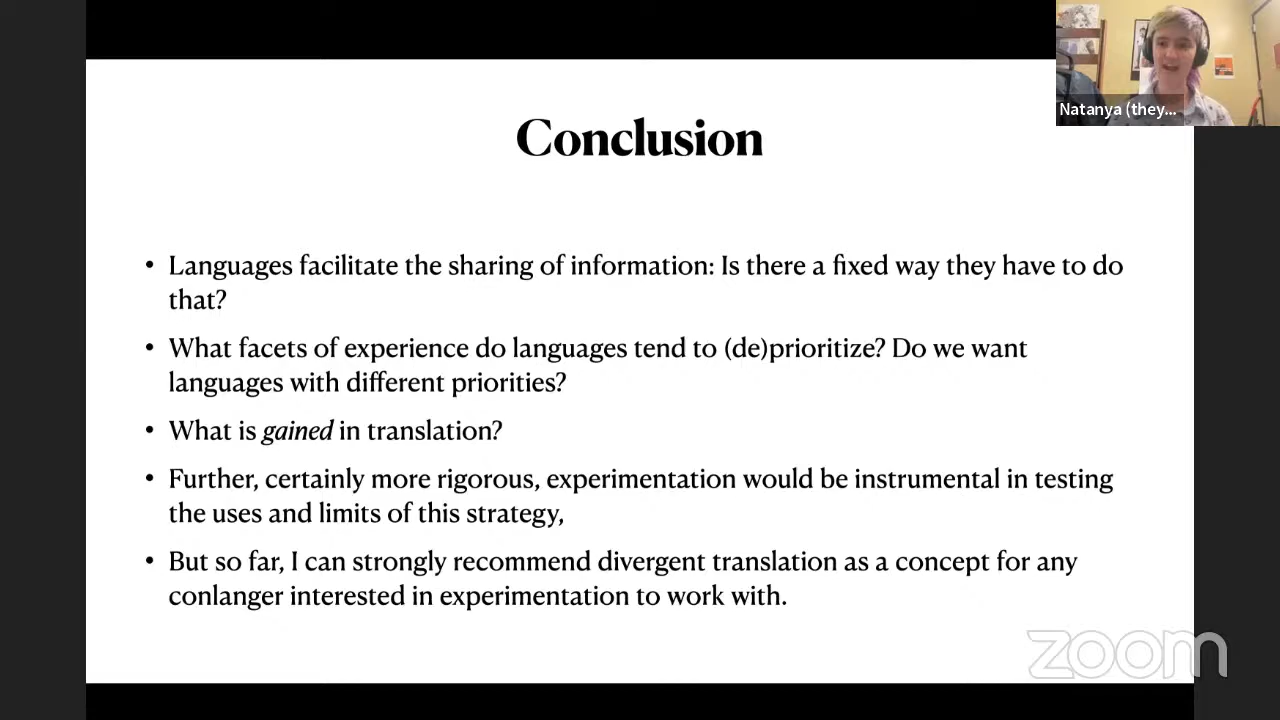 Conclusion
Natanya (they...
• Languages facilitate the sharing of information: Is there a fixed way they have to do
that?
• What facets of experience do languages tend to (de)prioritize? Do we want
languages with different priorities?
• What is gained in translation?
• Further, certainly more rigorous, experimentation would be instrumental in testing
the uses and limits of this strategy,
• But so far, I can strongly recommend divergent translation as a concept for any
conlanger interested in experimentation to work with.
zoom